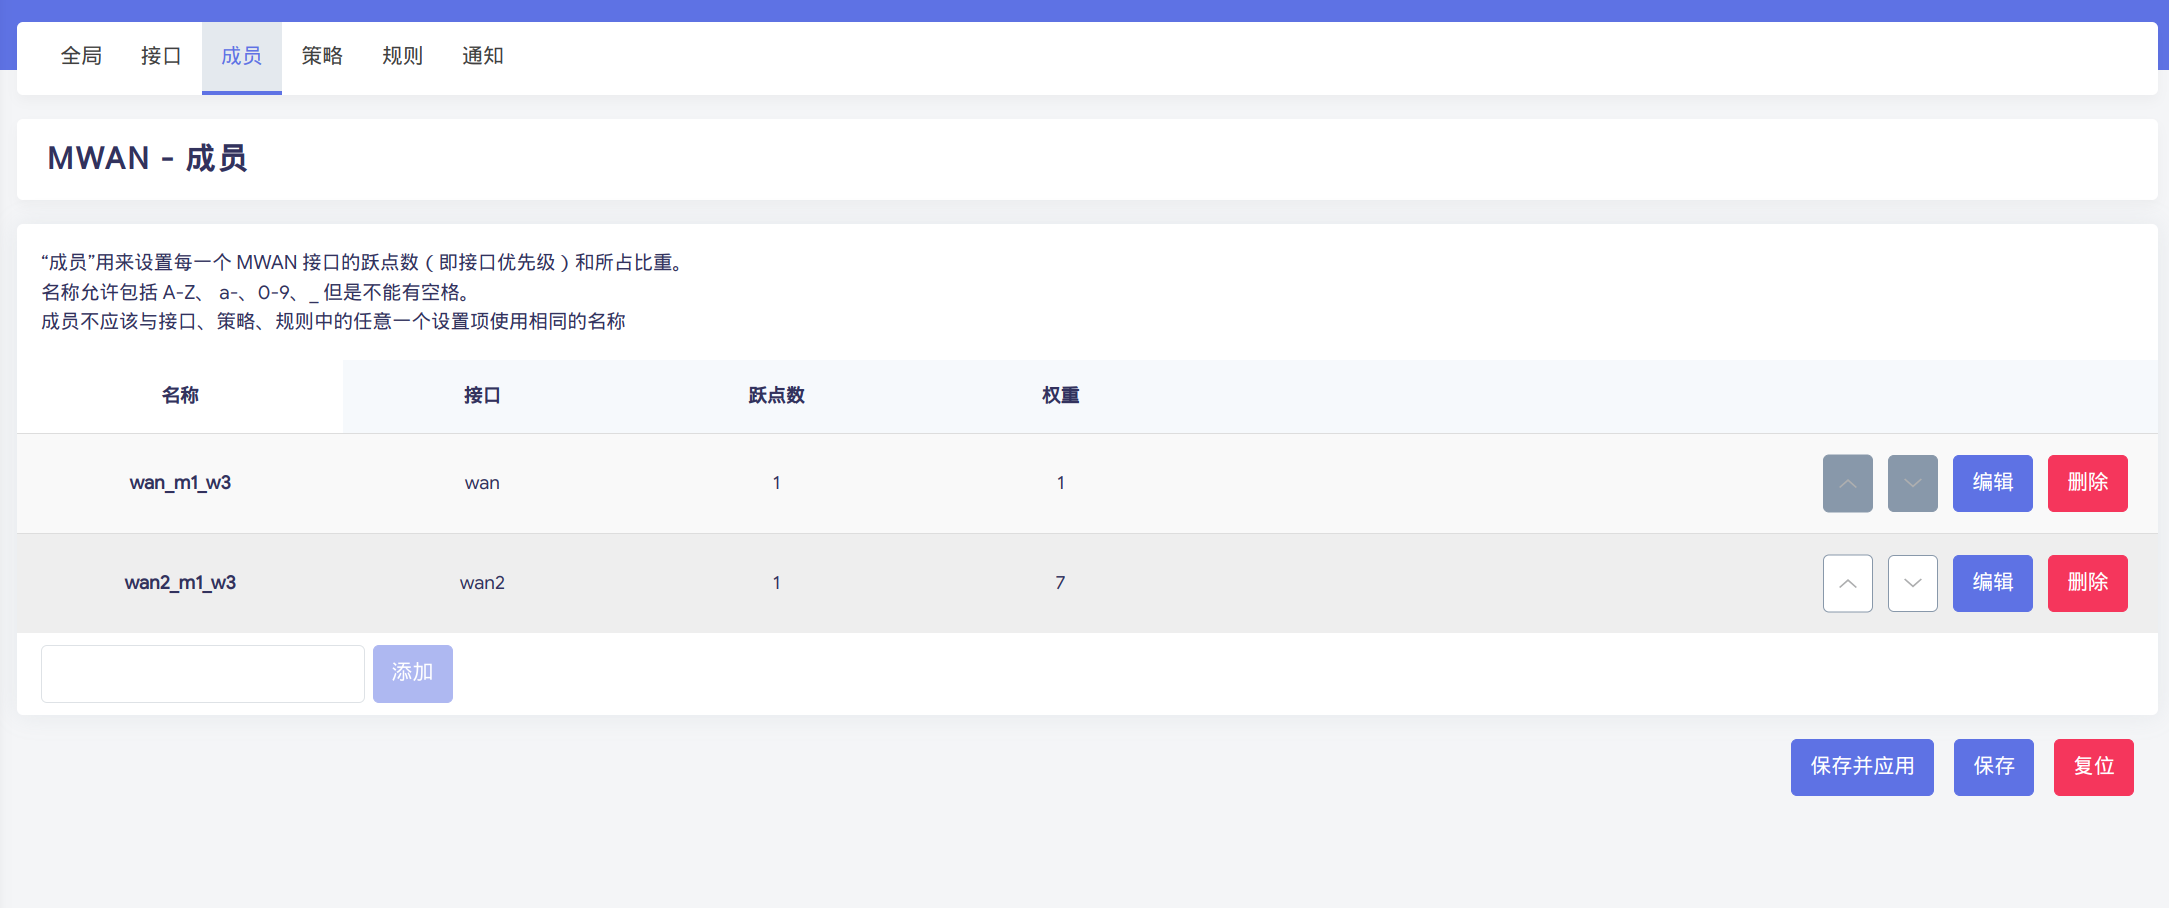 全局 接口 成员 策略 规则 通知
MWAN - 成员
“成员”用来设置每一个 MWAN 接口的跃点数（即接口优先级）和所占比重。
名称允许包括 A-Z、 a-、0-9、_ 但是不能有空格。
成员不应该与接口、策略、规则中的任意一个设置项使用相同的名称
名称 接口 跃点数 权重
wan_m1_w3 wan 1 1 编辑 删除
wan2_m1_w3 wan2 1 7 编辑 删除
添加
保存并应用 保存 复位